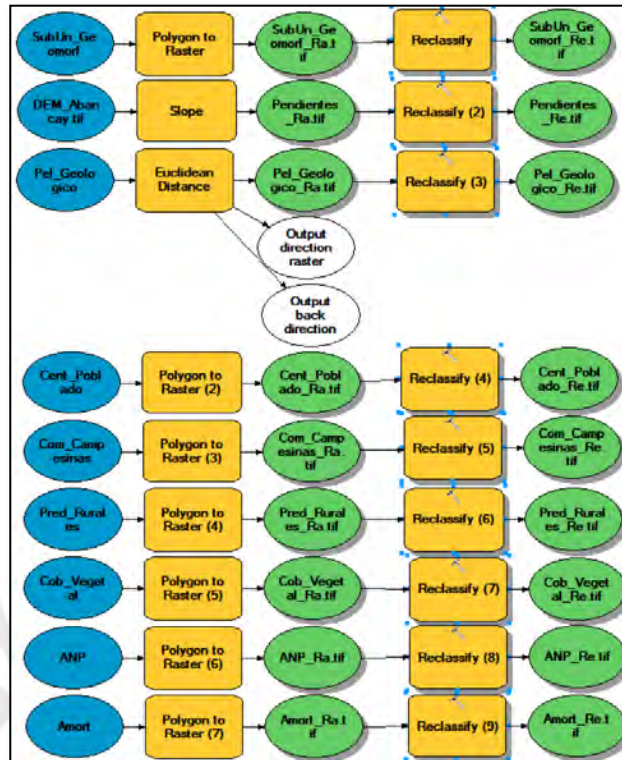 SubUn_Ge
omorf
Polygon to
Raster
SubUn_Ge
omorf_Ra.t
if
Reclassify
SubUn_Ge
omorf_Re.t
if
DEM_Aban
cay.tif
Slope
Pendientes
_Ra.tif
Reclassify (2)
Pendientes
_Re.tif
Pel_Geolo
gico
Euclidean
Distance
Pel_Geolo
gico_Ra.tif
Reclassify (3)
Pel_Geolo
gico_Re.tif
Output
direction
raster
Output
back
direction
Cent_Pobl
ado
Polygon to
Raster (2)
Cent_Pobl
ado_Ra.tif
Reclassify (4)
Cent_Pobl
ado_Re.tif
Com_Camp
esinas
Polygon to
Raster (3)
Com_Camp
esinas_Ra.
tif
Reclassify (5)
Com_Camp
esinas_Re.
tif
Pred_Rural
es
Polygon to
Raster (4)
Pred_Rural
es_Ra.tif
Reclassify (6)
Pred_Rural
es_Re.tif
Cob_Veget
al
Polygon to
Raster (5)
Cob_Veget
al_Ra.tif
Reclassify (7)
Cob_Veget
al_Re.tif
ANP
Polygon to
Raster (6)
ANP_Ra.tif
Reclassify (8)
ANP_Re.tif
Amort
Polygon to
Raster (7)
Amort_Ra.t
if
Reclassify (9)
Amort_Re.t
if